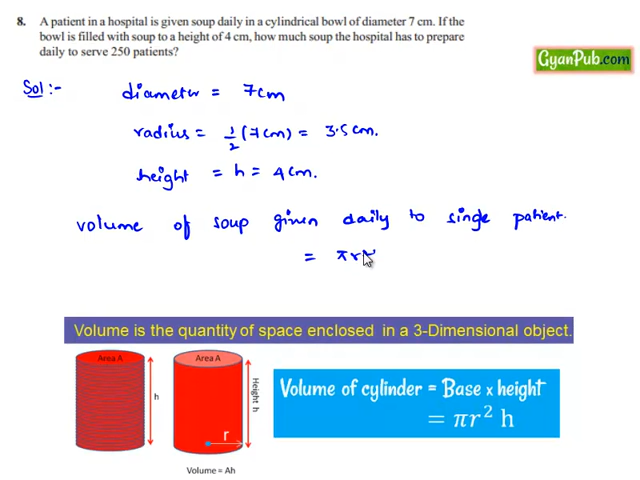 8. A patient in a hospital is given soup daily in a cylindrical bowl of diameter 7 cm. If the
bowl is filled with soup to a height of 4 cm, how much soup the hospital has to prepare
daily to serve 250 patients?
GyanPub.com
Sol :-
diameter = 7cm
radius = 1/2 (7cm) = 3.5 cm.
height = h = 4cm.
volume of soup given daily to single patient.
= πr
Volume is the quantity of space enclosed in a 3-Dimensional object.
Area A
h
Area A
Height h
r
Volume = Ah
Volume of cylinder = Base x height
= πr² h